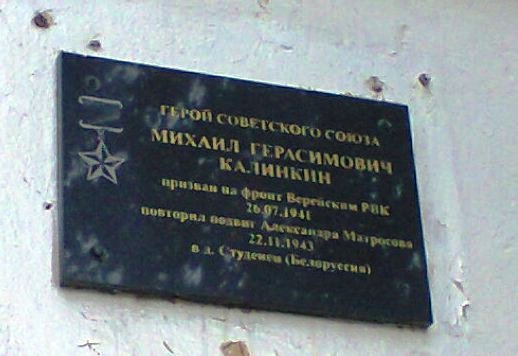 ГЕРОЙ СОВЕТСКОГО СОЮЗА
МИХАИЛ ГЕРАСИМОВИЧ
КАЛИНКИН
призван на фронт Верейским РВК
26.07.1941
повторил подвиг Александра Матросова
22.11.1943
в д. Студенец (Белоруссия)